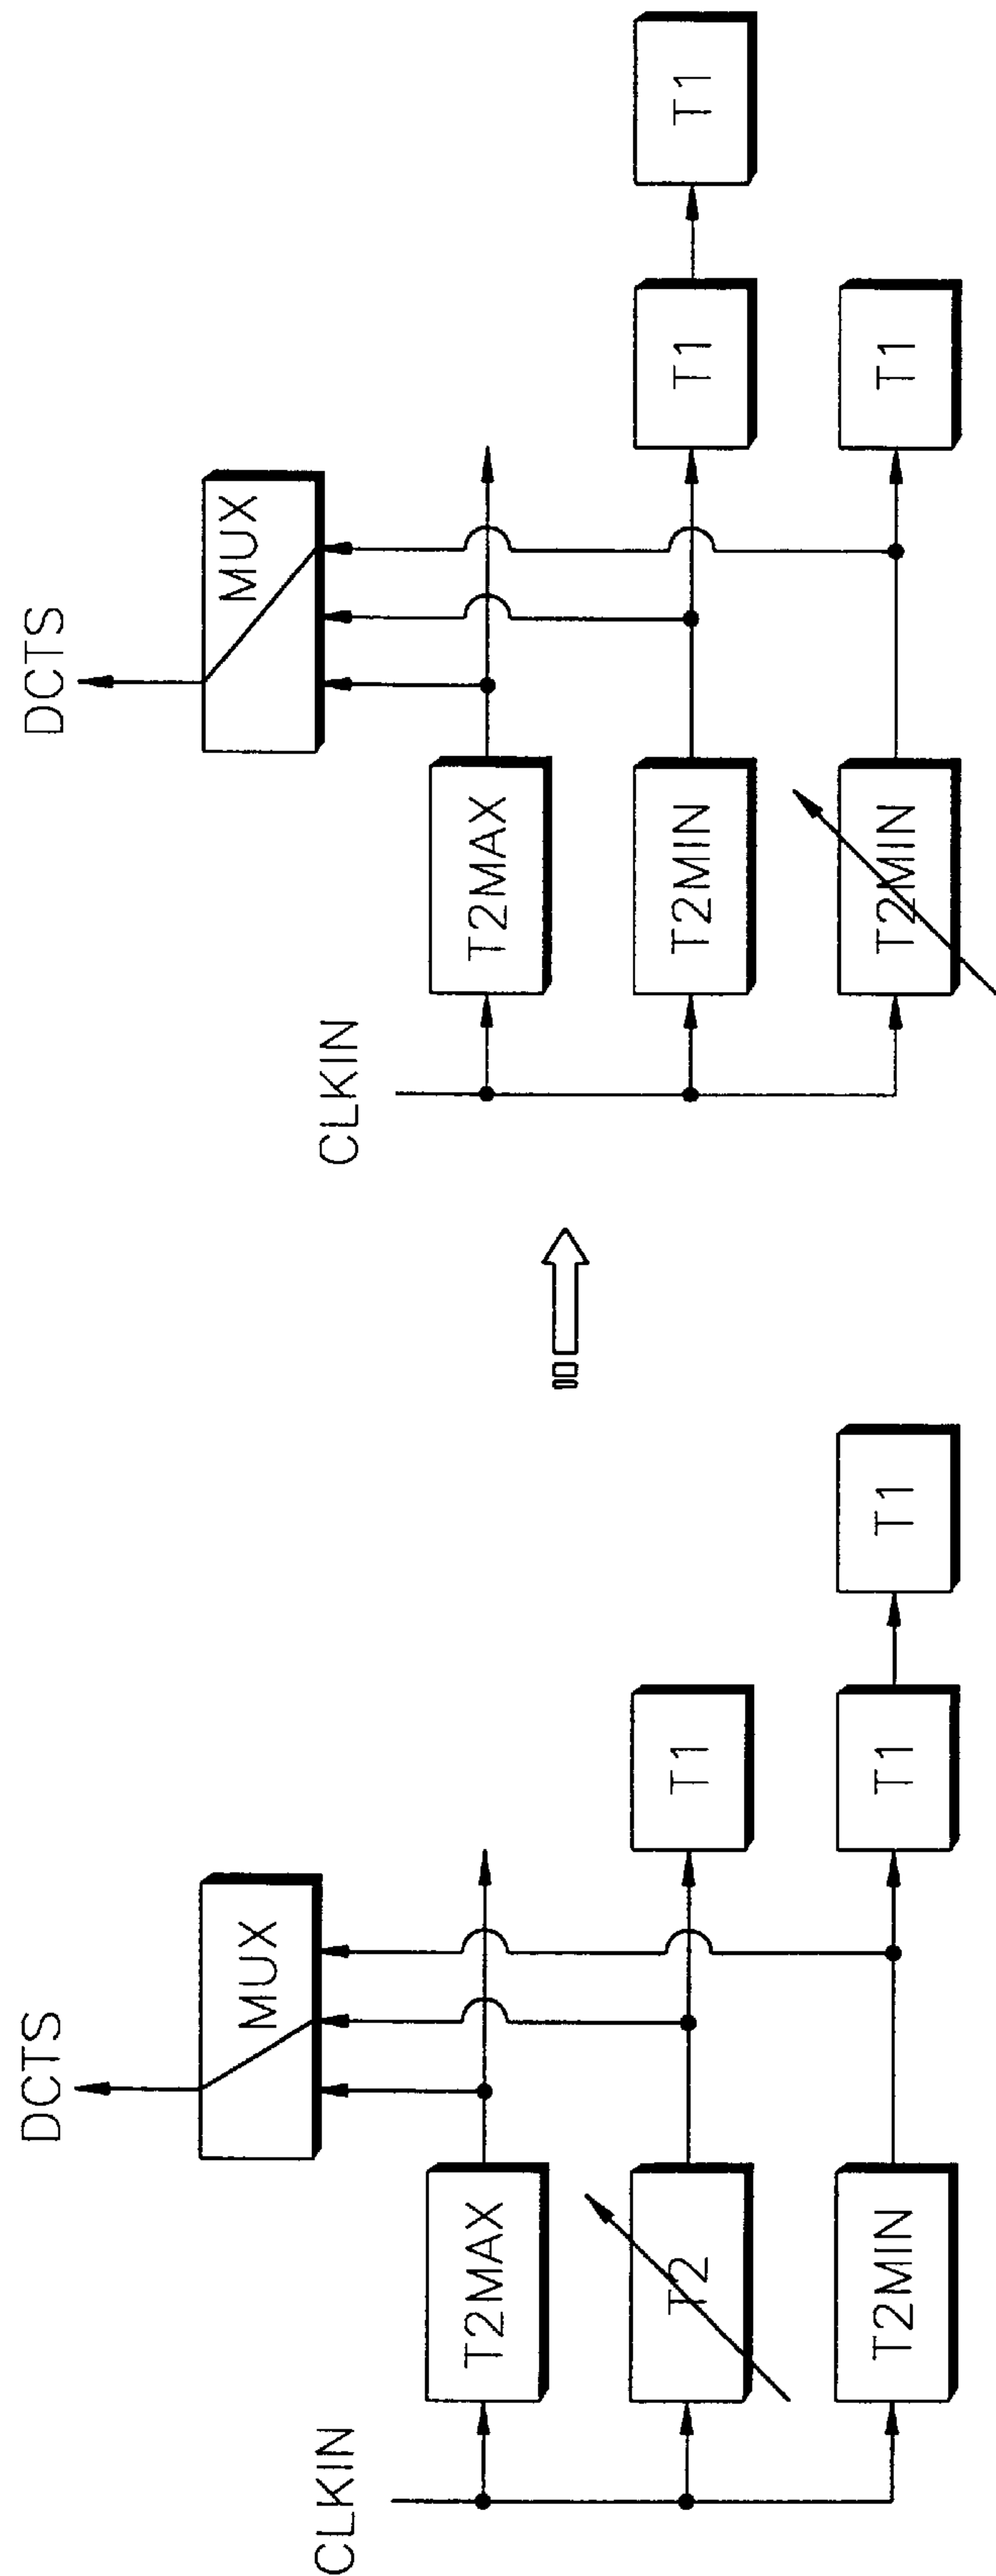 DCTS
MUX
CLKIN
T2MAX
T2
T1
T2MIN
T1
T1
DCTS
MUX
CLKIN
T2MAX
T2MIN
T1
T1
T2MIN
T1